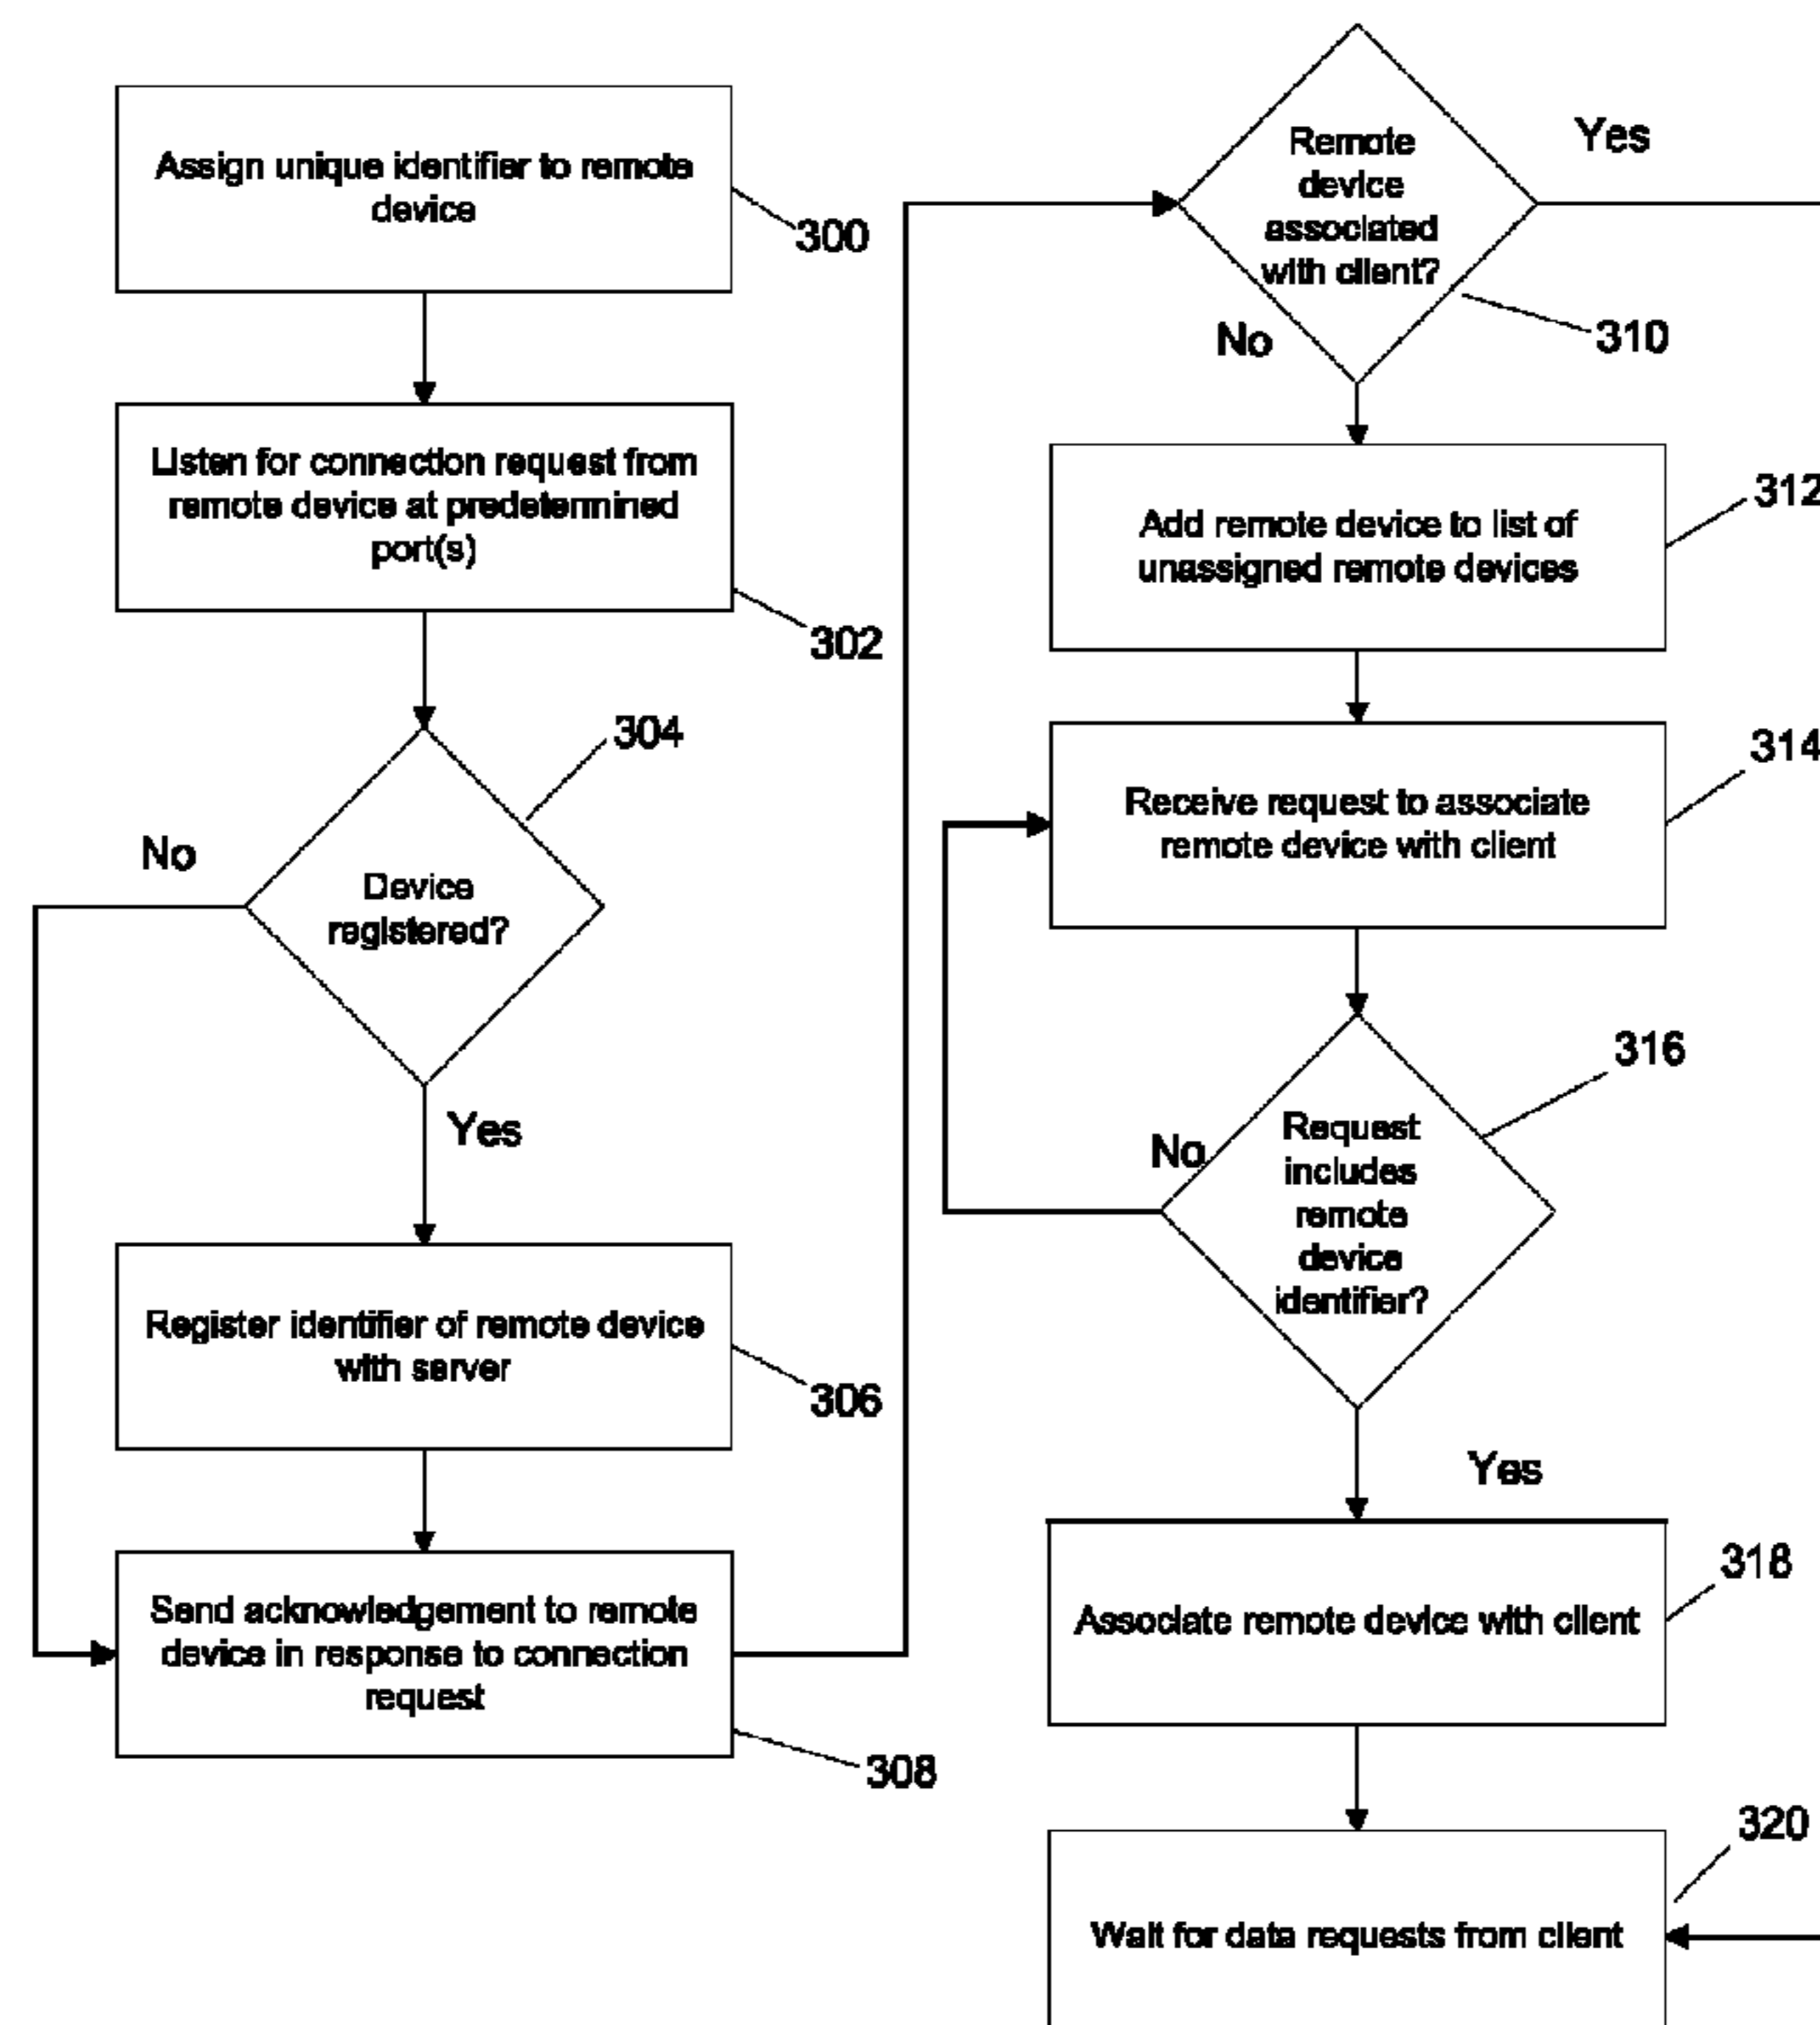 Assign unique identifier to remote
device
300
Listen for connection request from
remote device at predetermined
port(s)
302
304
No
Device
registered?
Yes
Register identifier of remote device
with server
306
Send acknowledgement to remote
device in response to connection
request
308
Remote
device
associated
with client?
Yes
No
310
Add remote device to list of
unassigned remote devices
312
Receive request to associate
remote device with client
314
316
No
Request
includes
remote
device
identifier?
Yes
Associate remote device with client
318
320
Wait for data requests from client